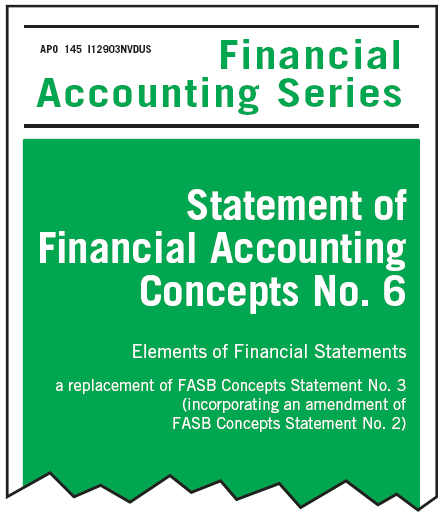 AP0 145 I12903NVDUS
Financial
Accounting Series
Statement of
Financial Accounting
Concepts No. 6
Elements of Financial Statements
a replacement of FASB Concepts Statement No. 3
(incorporating an amendment of
FASB Concepts Statement No. 2)